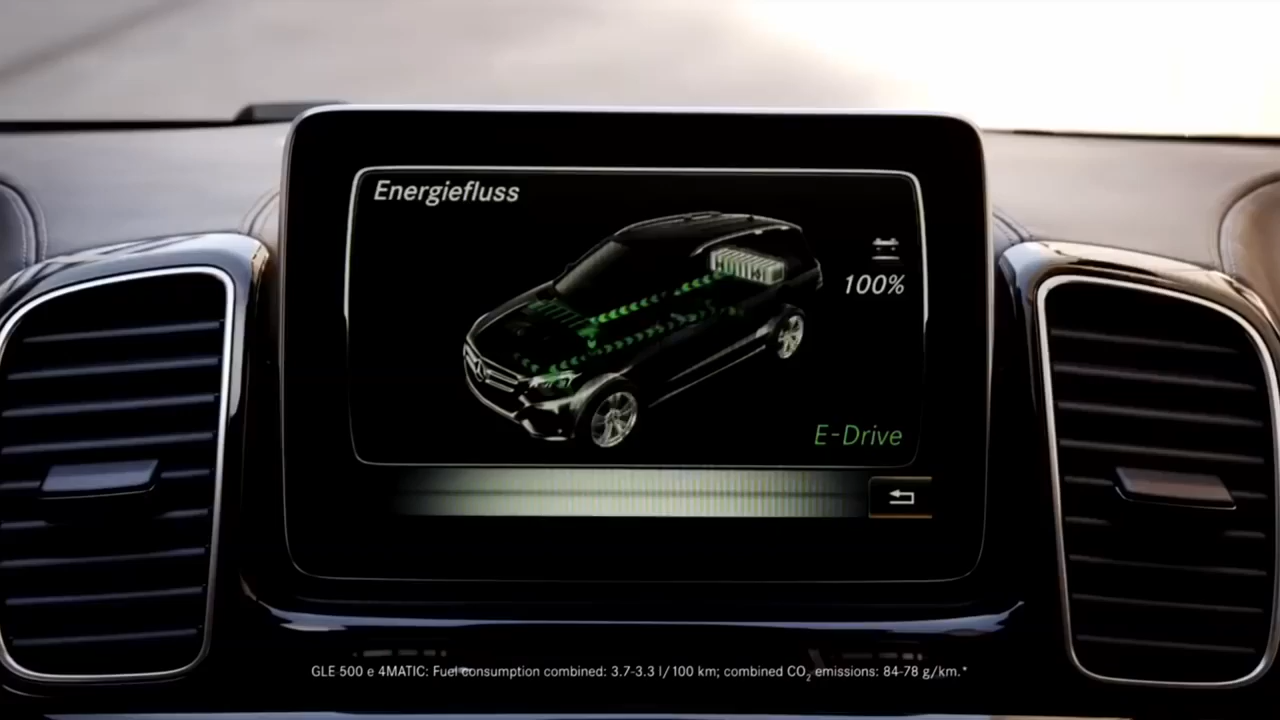 Energiefluss
100%
E-Drive
GLE 500 e 4MATIC: Fuel consumption combined: 3.7-3.3 l/100 km; combined CO₂ emissions: 84-78 g/km.*